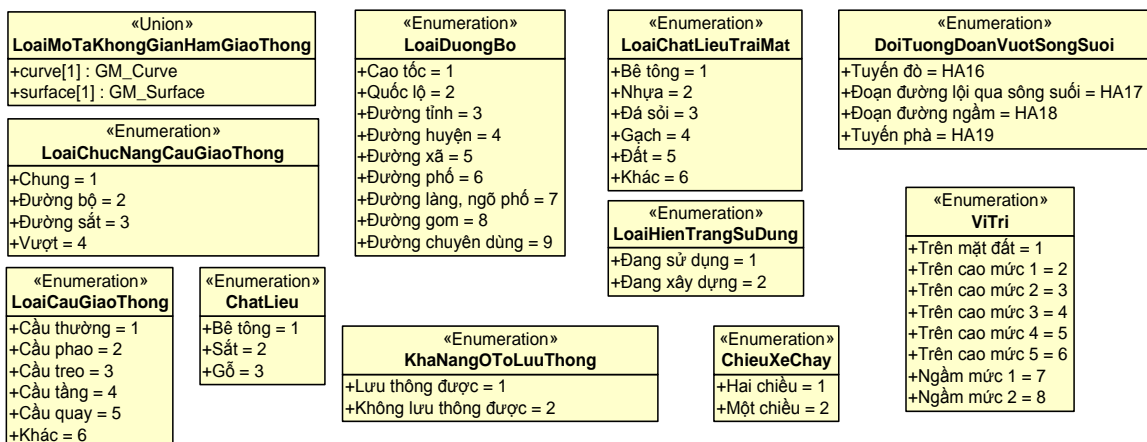 «Union»
LoaiMoTaKhongGianHamGiaoThong
+curve[1] : GM_Curve
+surface[1] : GM_Surface
«Enumeration»
LoaiChucNangCauGiaoThong
+Chung = 1
+Đường bộ = 2
+Đường sắt = 3
+Vượt = 4
«Enumeration»
LoaiCauGiaoThong
+Cầu thường = 1
+Cầu phao = 2
+Cầu treo = 3
+Cầu tầng = 4
+Cầu quay = 5
+Khác = 6
«Enumeration»
ChatLieu
+Bê tông = 1
+Sắt = 2
+Gỗ = 3
«Enumeration»
LoaiDuongBo
+Cao tốc = 1
+Quốc lộ = 2
+Đường tỉnh = 3
+Đường huyện = 4
+Đường xã = 5
+Đường phố = 6
+Đường làng, ngõ phố = 7
+Đường gom = 8
+Đường chuyên dùng = 9
«Enumeration»
KhaNangOToLuuThong
+Lưu thông được = 1
+Không lưu thông được = 2
«Enumeration»
LoaiChatLieuTraiMat
+Bê tông = 1
+Nhựa = 2
+Đá sỏi = 3
+Gạch = 4
+Đất = 5
+Khác = 6
«Enumeration»
LoaiHienTrangSuDung
+Đang sử dụng = 1
+Đang xây dựng = 2
«Enumeration»
ChieuXeChay
+Hai chiều = 1
+Một chiều = 2
«Enumeration»
DoiTuongDoanVuotSongSuoi
+Tuyến đò = HA16
+Đoạn đường lội qua sông suối = HA17
+Đoạn đường ngầm = HA18
+Tuyến phà = HA19
«Enumeration»
ViTri
+Trên mặt đất = 1
+Trên cao mức 1 = 2
+Trên cao mức 2 = 3
+Trên cao mức 3 = 4
+Trên cao mức 4 = 5
+Trên cao mức 5 = 6
+Ngầm mức 1 = 7
+Ngầm mức 2 = 8